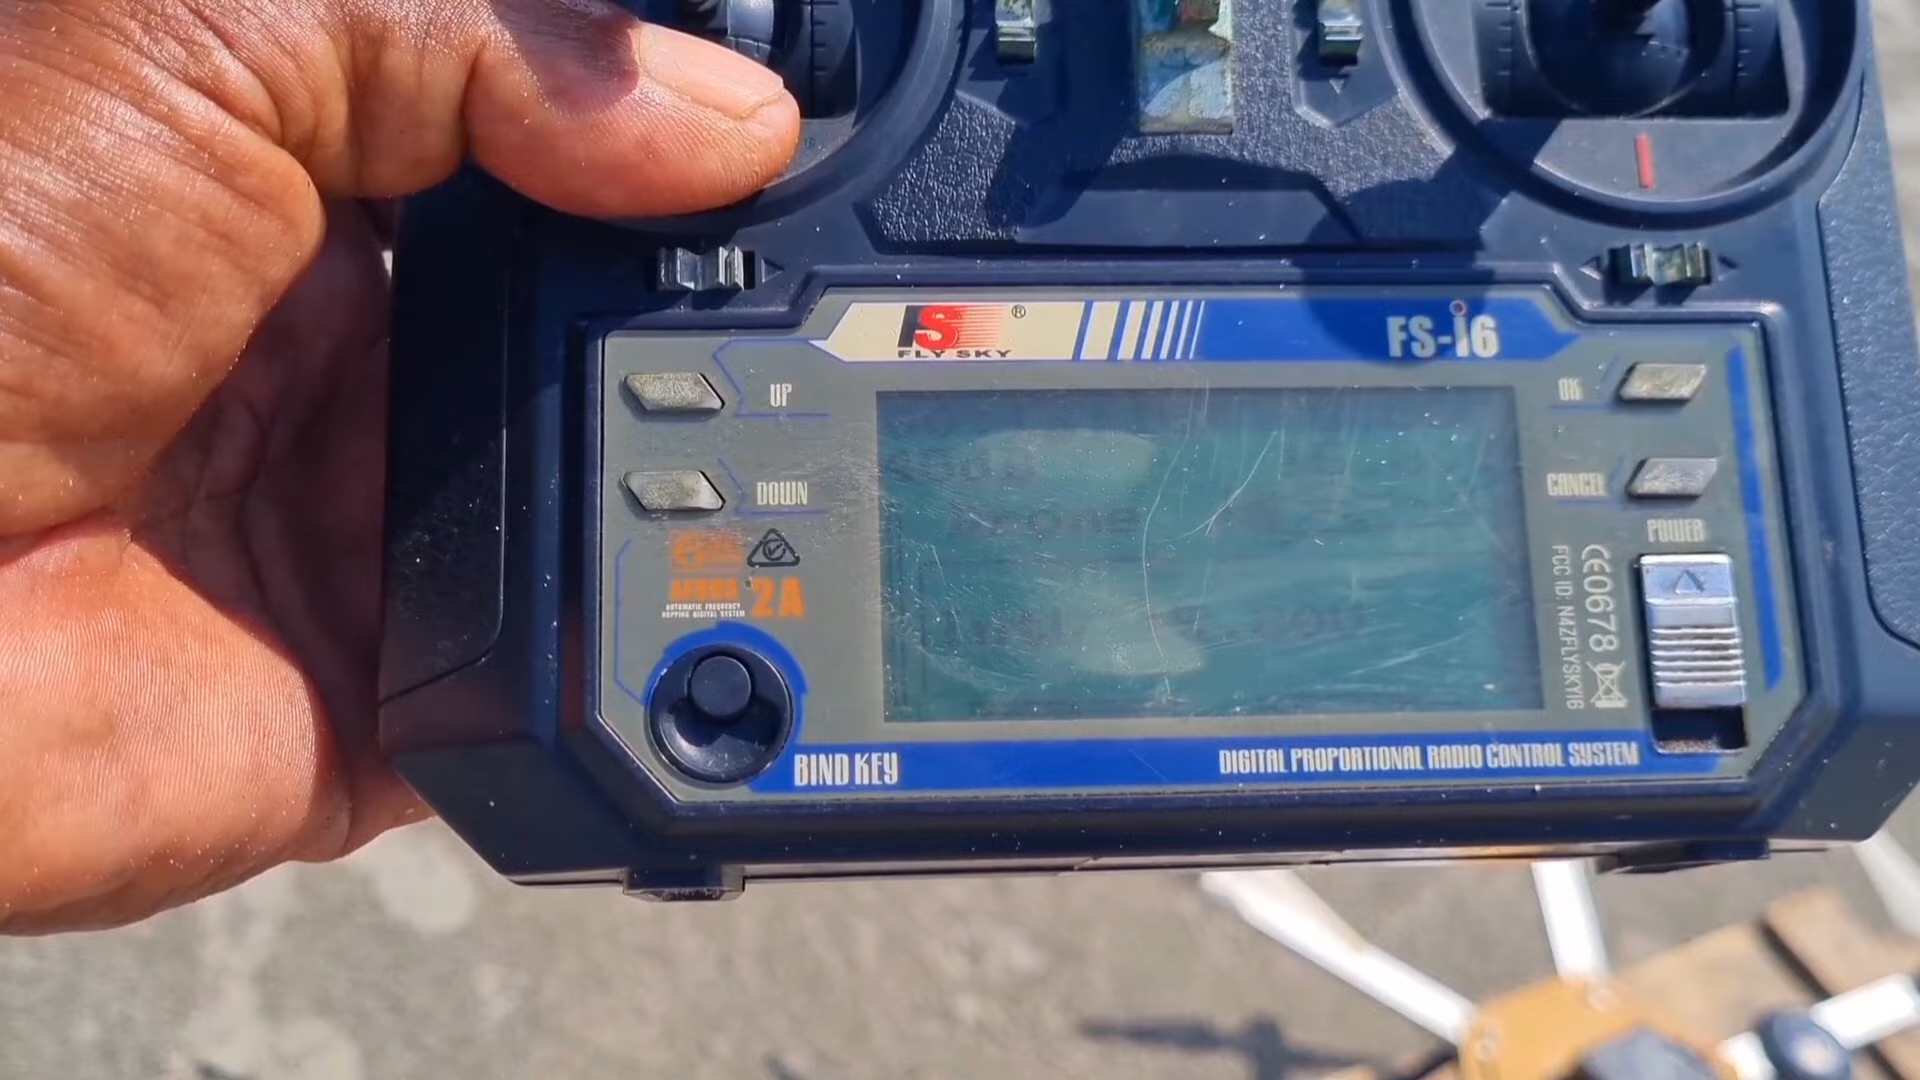 FS ®
FLY SKY
FS-i6
UP
OK
DOWN
CANCEL
POWER
AFHDS 2A
AUTOMATIC FREQUENCY
HOPPING DIGITAL SYSTEM
CE0678
FCC ID: N4ZFLYSKYI6
BIND KEY
DIGITAL PROPORTIONAL RADIO CONTROL SYSTEM